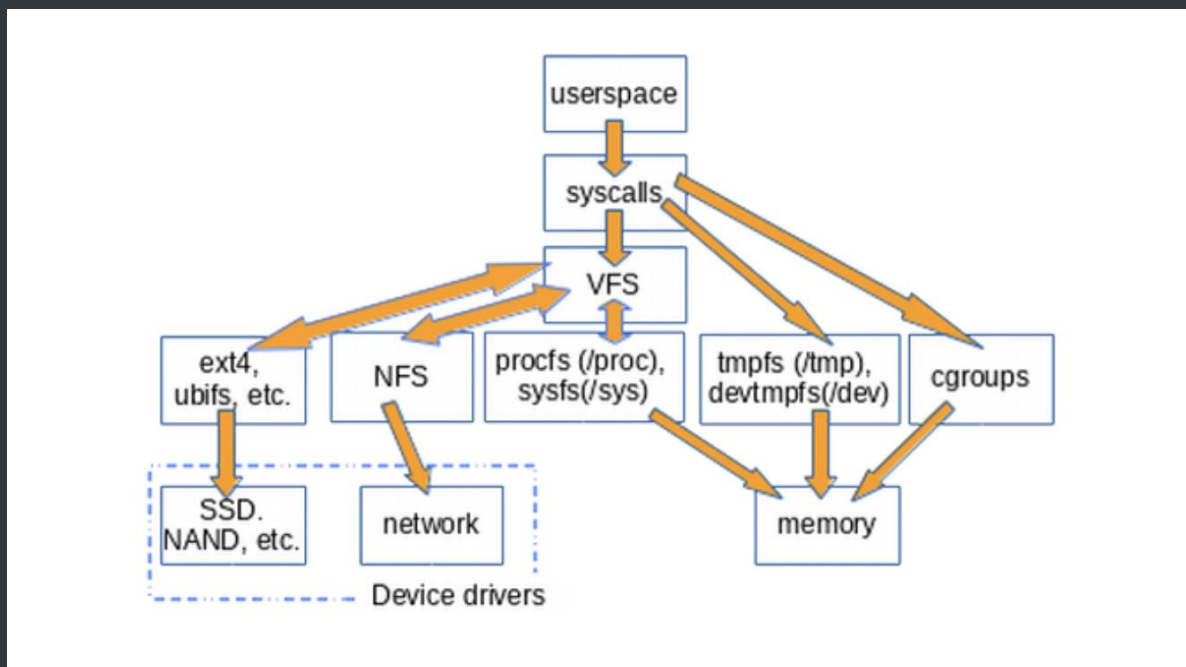 userspace
syscalls
VFS
ext4,
ubifs, etc.
NFS
procfs (/proc),
sysfs(/sys)
tmpfs (/tmp),
devtmpfs(/dev)
cgroups
SSD.
NAND, etc.
network
memory
Device drivers